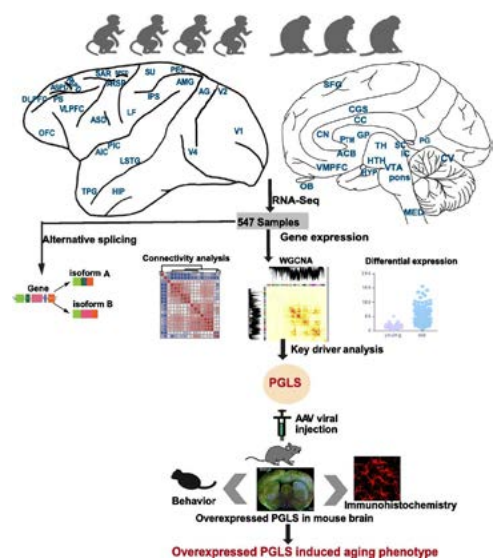 SAR
SU
PEC
AMG
IPS
AG
V2
DLPFC
PS
VLPFC
ASD
LF
OFC
PIC
AIC
LSTG
V4
V1
TPG
HIP
SFG
CGS
CC
CN
PTM
GP
TH
SC
PG
ACB
IC
CV
HTH
VMPFC
VTA
OB
HYP
pons
MED
RNA-Seq
547 Samples
Alternative splicing
Gene expression
Gene
isoform A
isoform B
Connectivity analysis
WGCNA
Differential expression
Key driver analysis
PGLS
AAV viral
injection
Behavior
Immunohistochemistry
Overexpressed PGLS in mouse brain
Overexpressed PGLS induced aging phenotype